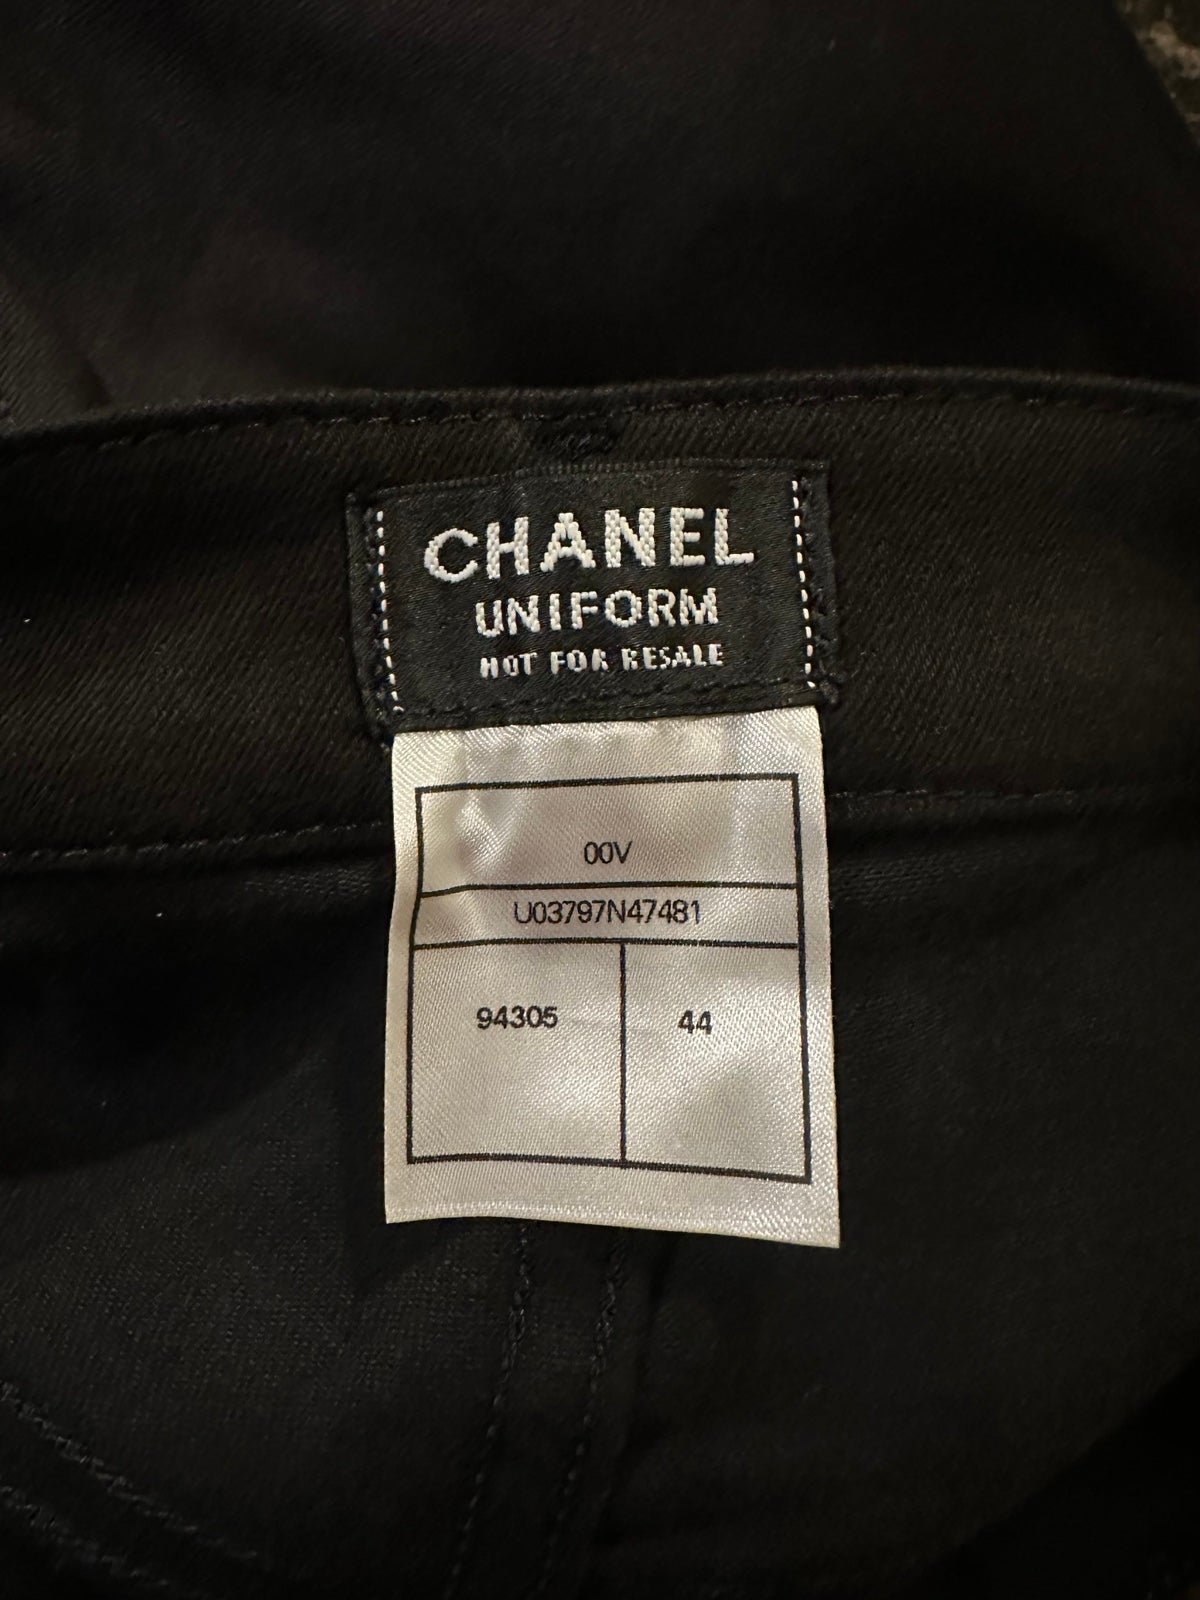 CHANEL
UNIFORM
NOT FOR RESALE
00V
U03797N47481
94305 44